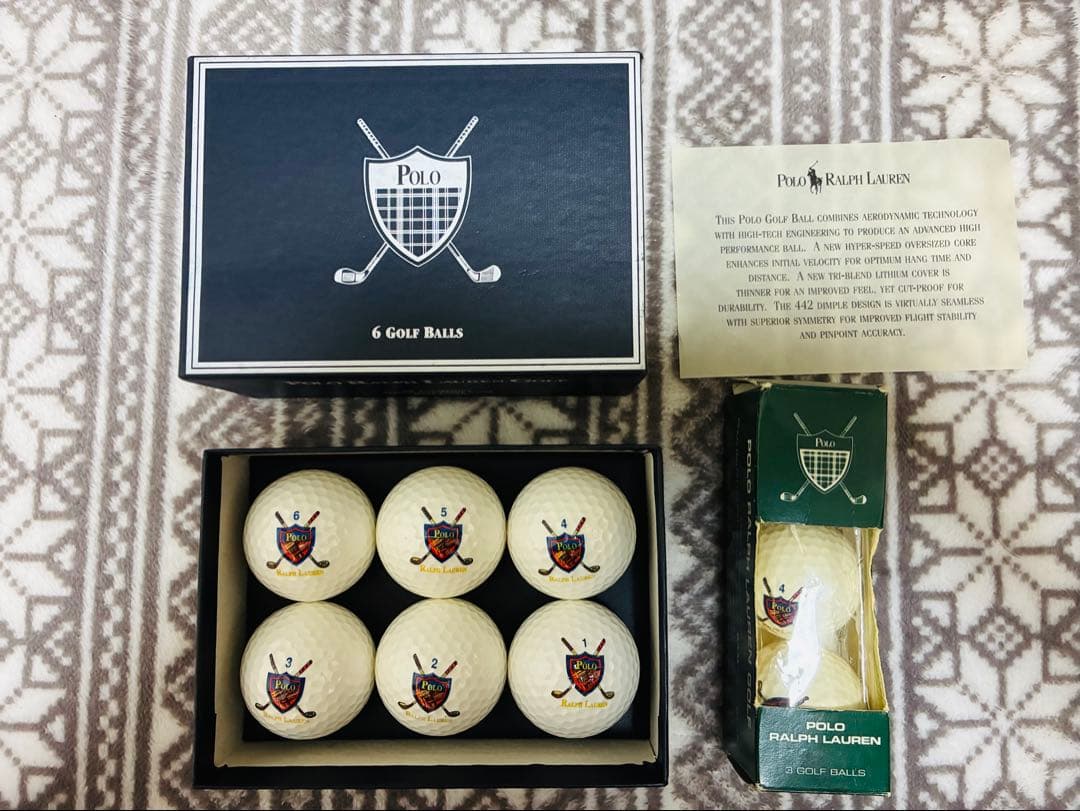 POLO
6 GOLF BALLS
POLO RALPH LAUREN GOLF
POLO RALPH LAUREN
THIS POLO GOLF BALL COMBINES AERODYNAMIC TECHNOLOGY
WITH HIGH-TECH ENGINEERING TO PRODUCE AN ADVANCED HIGH
PERFORMANCE BALL. A NEW HYPER-SPEED OVERSIZED CORE
ENHANCES INITIAL VELOCITY FOR OPTIMUM HANG TIME AND
DISTANCE. A NEW TRI-BLEND LITHIUM COVER IS
THINNER FOR AN IMPROVED FEEL, YET CUT-PROOF FOR
DURABILITY. THE 442 DIMPLE DESIGN IS VIRTUALLY SEAMLESS
WITH SUPERIOR SYMMETRY FOR IMPROVED FLIGHT STABILITY
AND PINPOINT ACCURACY.
6
POLO
RALPH LAUREN
5
POLO
RALPH LAUREN
4
POLO
RALPH LAUREN
3
POLO
RALPH LAUREN
2
POLO
RALPH LAUREN
1
POLO
RALPH LAUREN
POLO
POLO RALPH LAUREN GOLF
4
POLO
POLO
RALPH LAUREN
3 GOLF BALLS